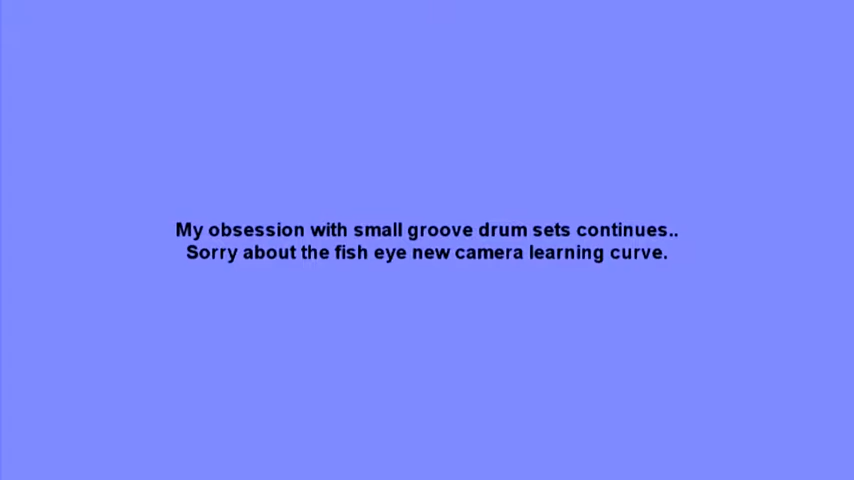 My obsession with small groove drum sets continues..
Sorry about the fish eye new camera learning curve.